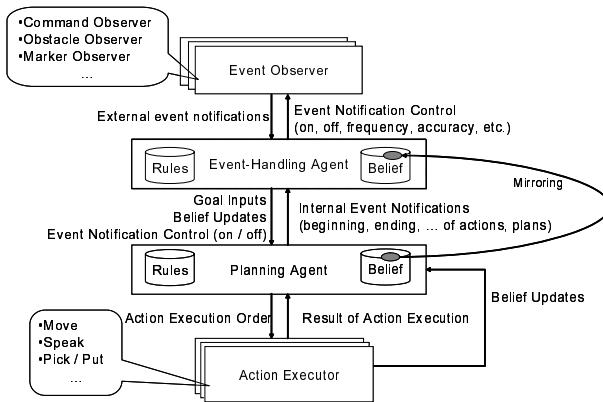 •Command Observer
•Obstacle Observer
•Marker Observer
…
Event Observer
External event notifications
Event Notification Control
(on, off, frequency, accuracy, etc.)
Rules
Event-Handling Agent
Belief
Mirroring
Goal Inputs
Belief Updates
Event Notification Control (on / off)
Internal Event Notifications
(beginning, ending, ... of actions, plans)
Rules
Planning Agent
Belief
Belief Updates
Action Execution Order
Result of Action Execution
•Move
•Speak
•Pick / Put
…
Action Executor